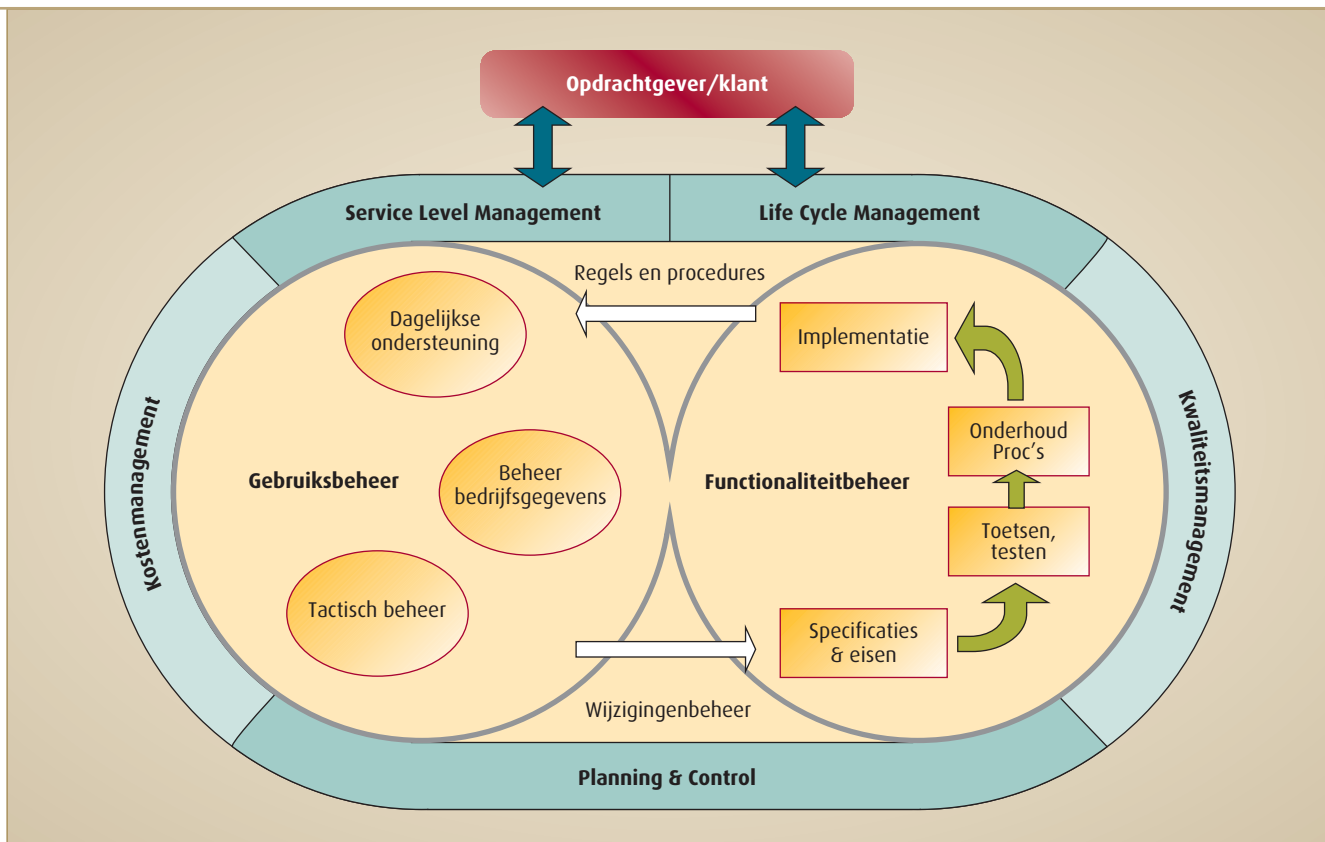 Opdrachtgever/klant
Service Level Management
Life Cycle Management
Regels en procedures
Dagelijkse
ondersteuning
Implementatie
Kostenmanagement
Kwaliteitsmanagement
Onderhoud
Proc's
Gebruiksbeheer
Beheer
bedrijfsgegevens
Functionaliteitbeheer
Toetsen,
testen
Tactisch beheer
Specificaties
& eisen
Wijzigingenbeheer
Planning & Control